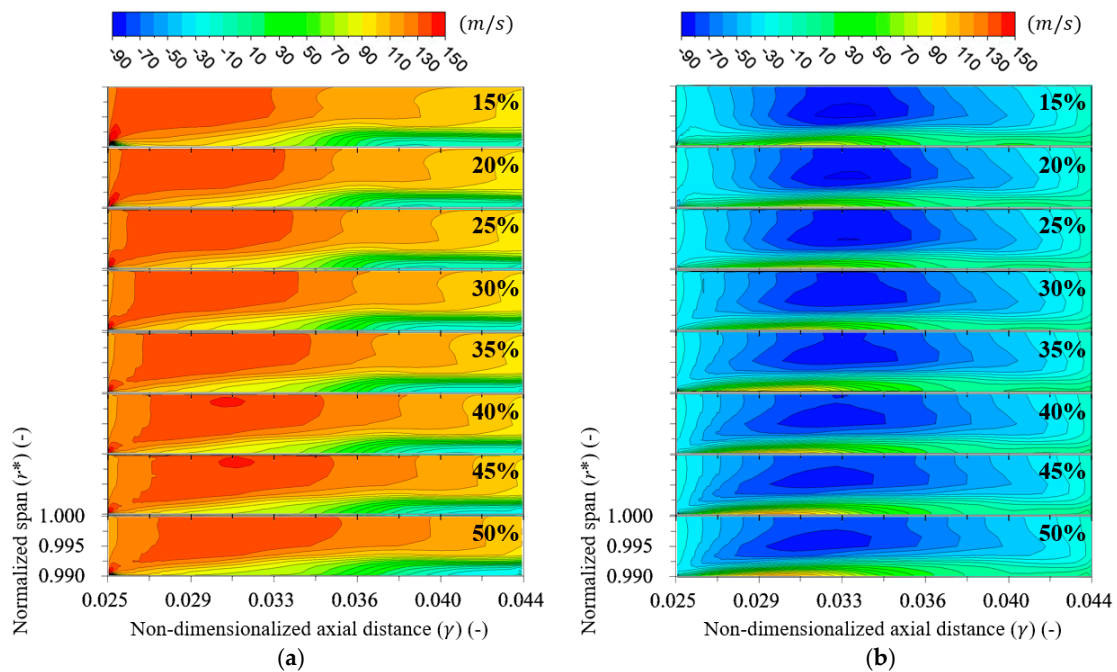 (m/s)
-90 -70 -50 -30 -10 10 30 50 70 90 110 130 150
15%
20%
25%
30%
35%
40%
45%
50%
Normalized span (r*) (-)
1.000
0.995
0.990
0.025 0.029 0.033 0.036 0.040 0.044
Non-dimensionalized axial distance (γ) (-)
(a)
(m/s)
-90 -70 -50 -30 -10 10 30 50 70 90 110 130 150
15%
20%
25%
30%
35%
40%
45%
50%
Normalized span (r*) (-)
1.000
0.995
0.990
0.025 0.029 0.033 0.036 0.040 0.044
Non-dimensionalized axial distance (γ) (-)
(b)